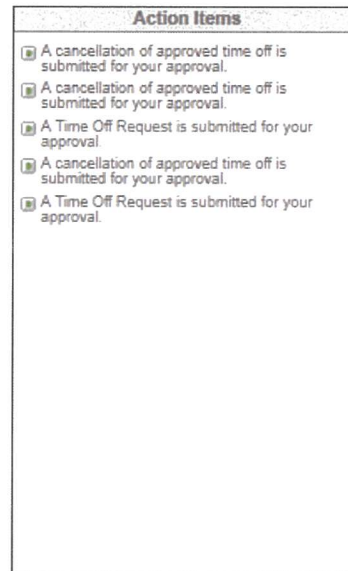 Action Items
A cancellation of approved time off is
submitted for your approval.
A cancellation of approved time off is
submitted for your approval.
A Time Off Request is submitted for your
approval.
A cancellation of approved time off is
submitted for your approval.
A Time Off Request is submitted for your
approval.